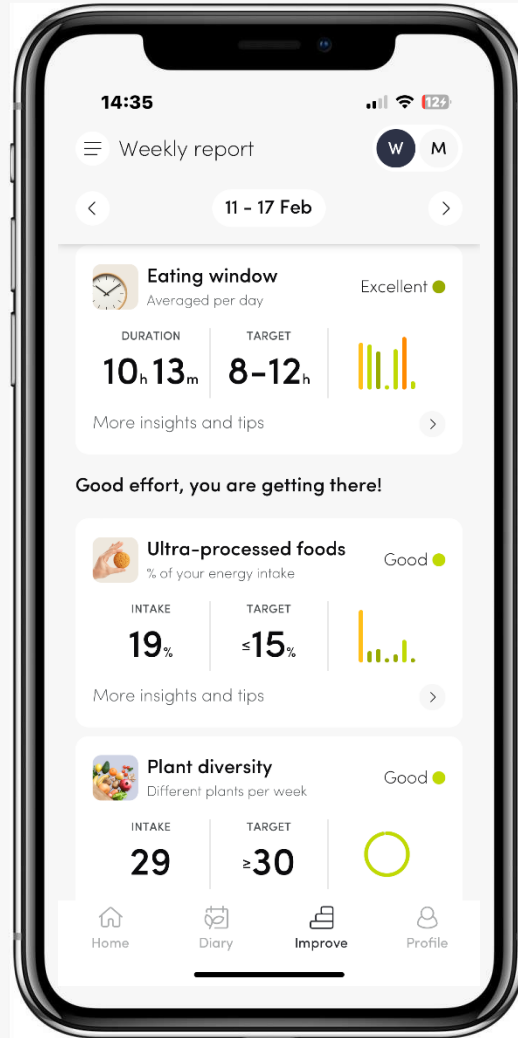 14:35
124
Weekly report
W M
11 – 17 Feb
Eating window
Averaged per day
Excellent
DURATION TARGET
10h 13m 8–12h
More insights and tips
Good effort, you are getting there!
Ultra-processed foods
% of your energy intake
Good
INTAKE TARGET
19% ≤15%
More insights and tips
Plant diversity
Different plants per week
Good
INTAKE TARGET
29 ≥30
Home Diary Improve Profile